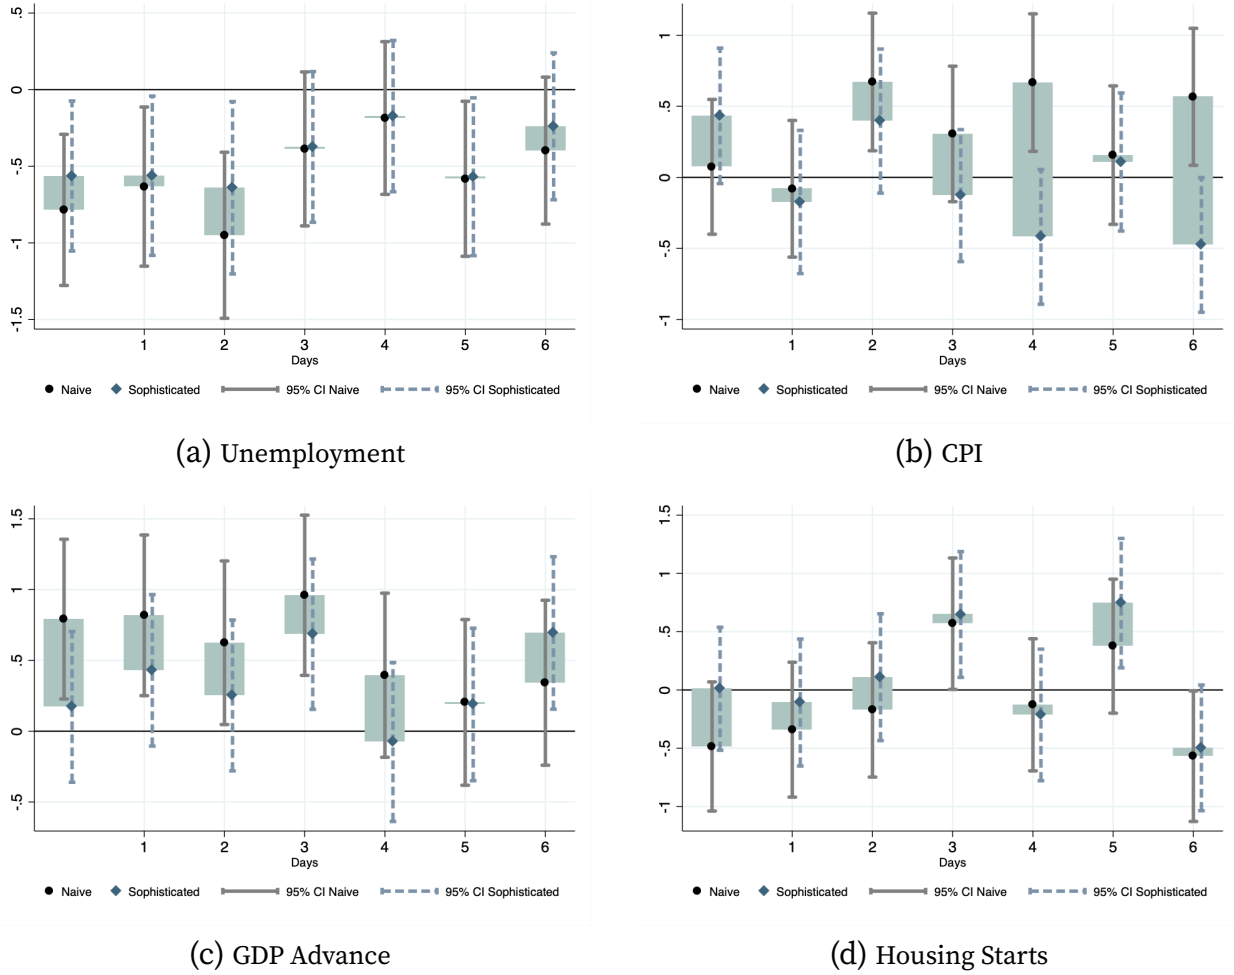 .5
0
-.5
-1
-1.5
1 2 3 4 5 6
Days
Naive Sophisticated 95% CI Naive 95% CI Sophisticated
(a) Unemployment
1
.5
0
-.5
-1
1 2 3 4 5 6
Days
Naive Sophisticated 95% CI Naive 95% CI Sophisticated
(b) CPI
1.5
1
.5
0
-.5
1 2 3 4 5 6
Days
Naive Sophisticated 95% CI Naive 95% CI Sophisticated
(c) GDP Advance
1.5
1
.5
0
-.5
-1
1 2 3 4 5 6
Days
Naive Sophisticated 95% CI Naive 95% CI Sophisticated
(d) Housing Starts